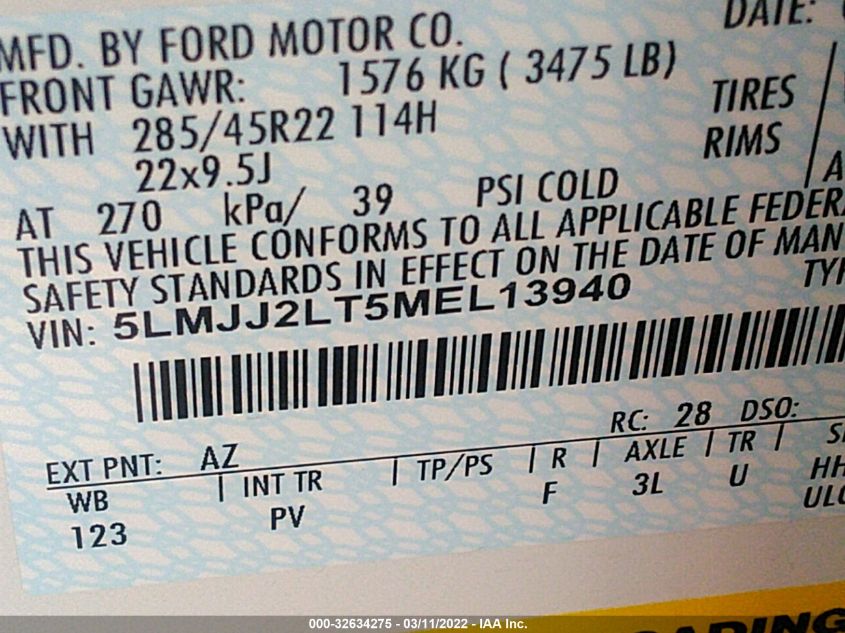 MFD. BY FORD MOTOR CO.
DATE:
FRONT GAWR: 1576 KG ( 3475 LB)
WITH 285/45R22 114H TIRES
22x9.5J RIMS
AT 270 kPa/ 39 PSI COLD
THIS VEHICLE CONFORMS TO ALL APPLICABLE
SAFETY STANDARDS IN EFFECT ON THE DATE OF
VIN: 5LMJJ2LT5MEL13940
EXT PNT: AZ RC: 28 DSO:
WB | INT TR | TP/PS | R | AXLE | TR |
123 PV F 3L U
000-32634275 - 03/11/2022 - IAA Inc.